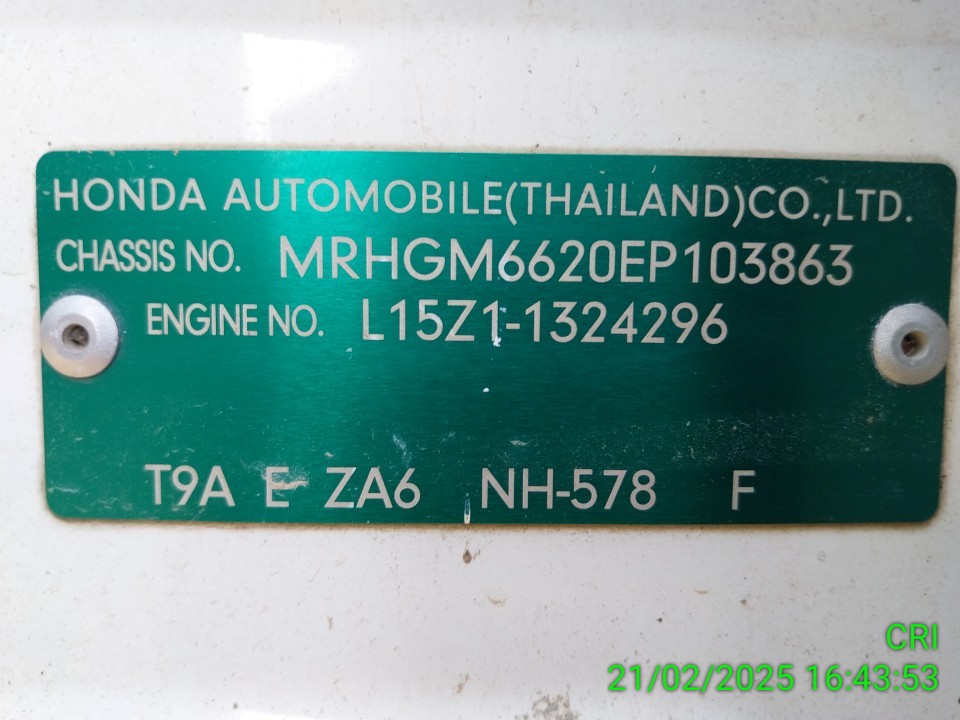 HONDA AUTOMOBILE(THAILAND)CO.,LTD.
CHASSIS NO. MRHGM6620EP103863
ENGINE NO. L15Z1-1324296
T9A E ZA6 NH-578 F
CRI
21/02/2025 16:43:53